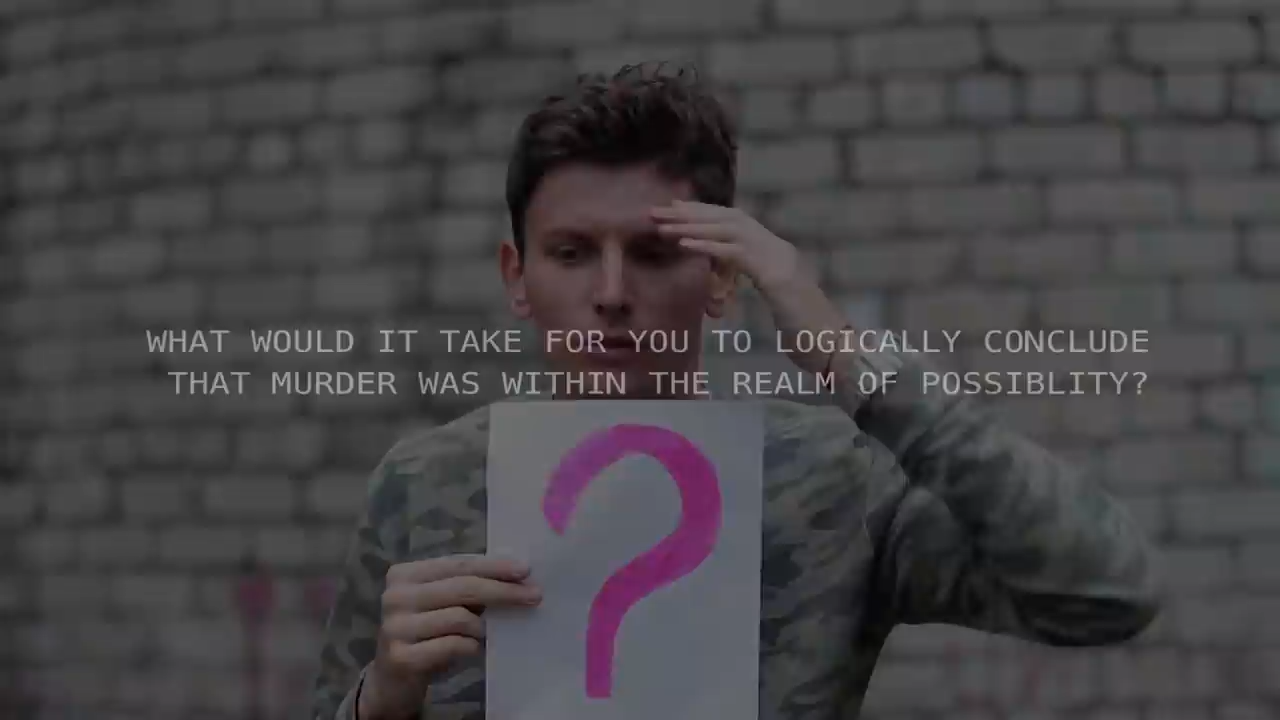 WHAT WOULD IT TAKE FOR YOU TO LOGICALLY CONCLUDE
THAT MURDER WAS WITHIN THE REALM OF POSSIBLITY?
?